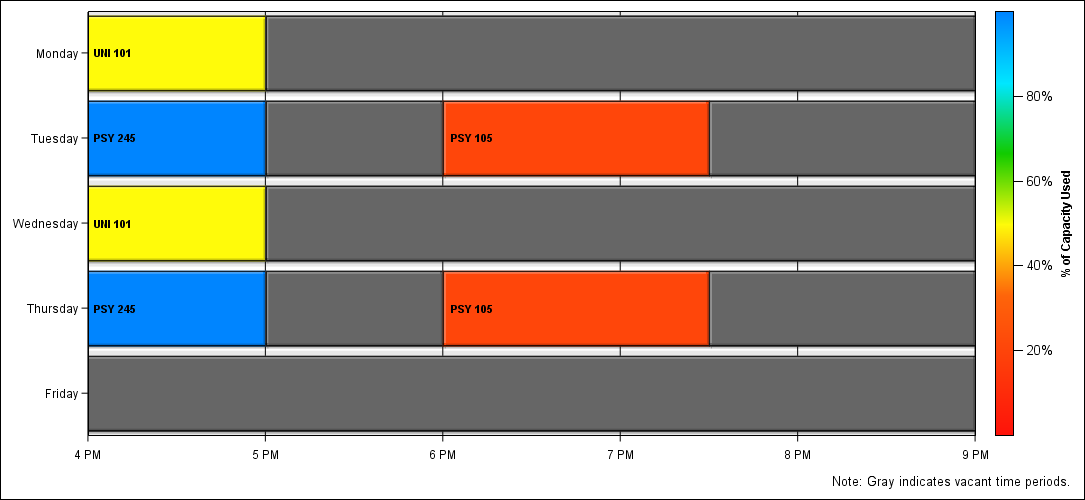 Monday
UNI 101
Tuesday
PSY 245
PSY 105
Wednesday
UNI 101
Thursday
PSY 245
PSY 105
Friday
4 PM 5 PM 6 PM 7 PM 8 PM 9 PM
80%
60%
40%
20%
% of Capacity Used
Note: Gray indicates vacant time periods.